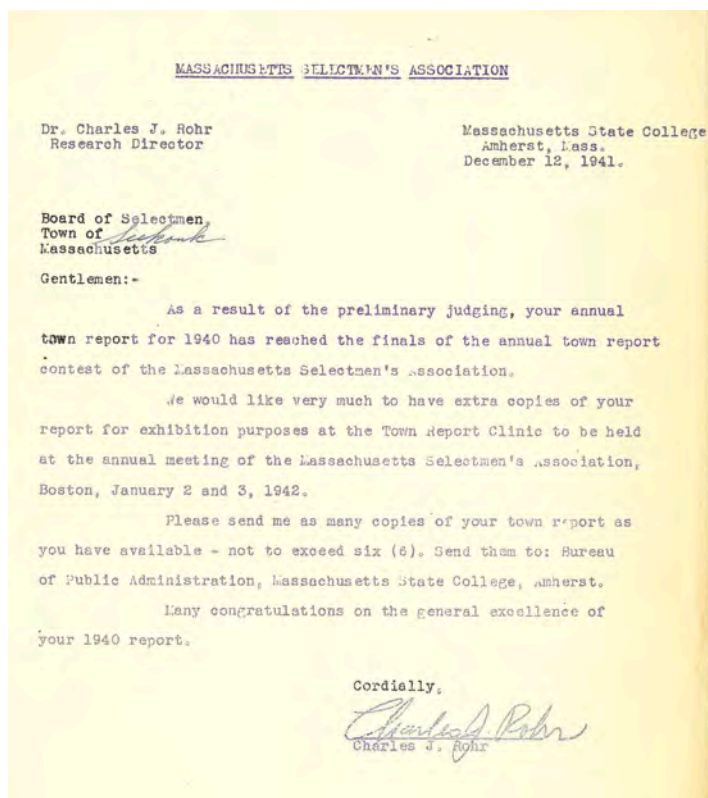 MASSACHUSETTS SELECTMEN'S ASSOCIATION
Dr. Charles J. Rohr
Research Director
Massachusetts State College
Amherst, Mass.
December 12, 1941.
Board of Selectmen,
Town of Seekonk
Massachusetts
Gentlemen:-
As a result of the preliminary judging, your annual
town report for 1940 has reached the finals of the annual town report
contest of the Massachusetts Selectmen's Association.
We would like very much to have extra copies of your
report for exhibition purposes at the Town Report Clinic to be held
at the annual meeting of the Massachusetts Selectmen's Association,
Boston, January 2 and 3, 1942.
Please send me as many copies of your town report as
you have available - not to exceed six (6). Send them to: Bureau
of Public Administration, Massachusetts State College, Amherst.
Many congratulations on the general excellence of
your 1940 report.
Cordially,
Charles J. Rohr
Charles J. Rohr